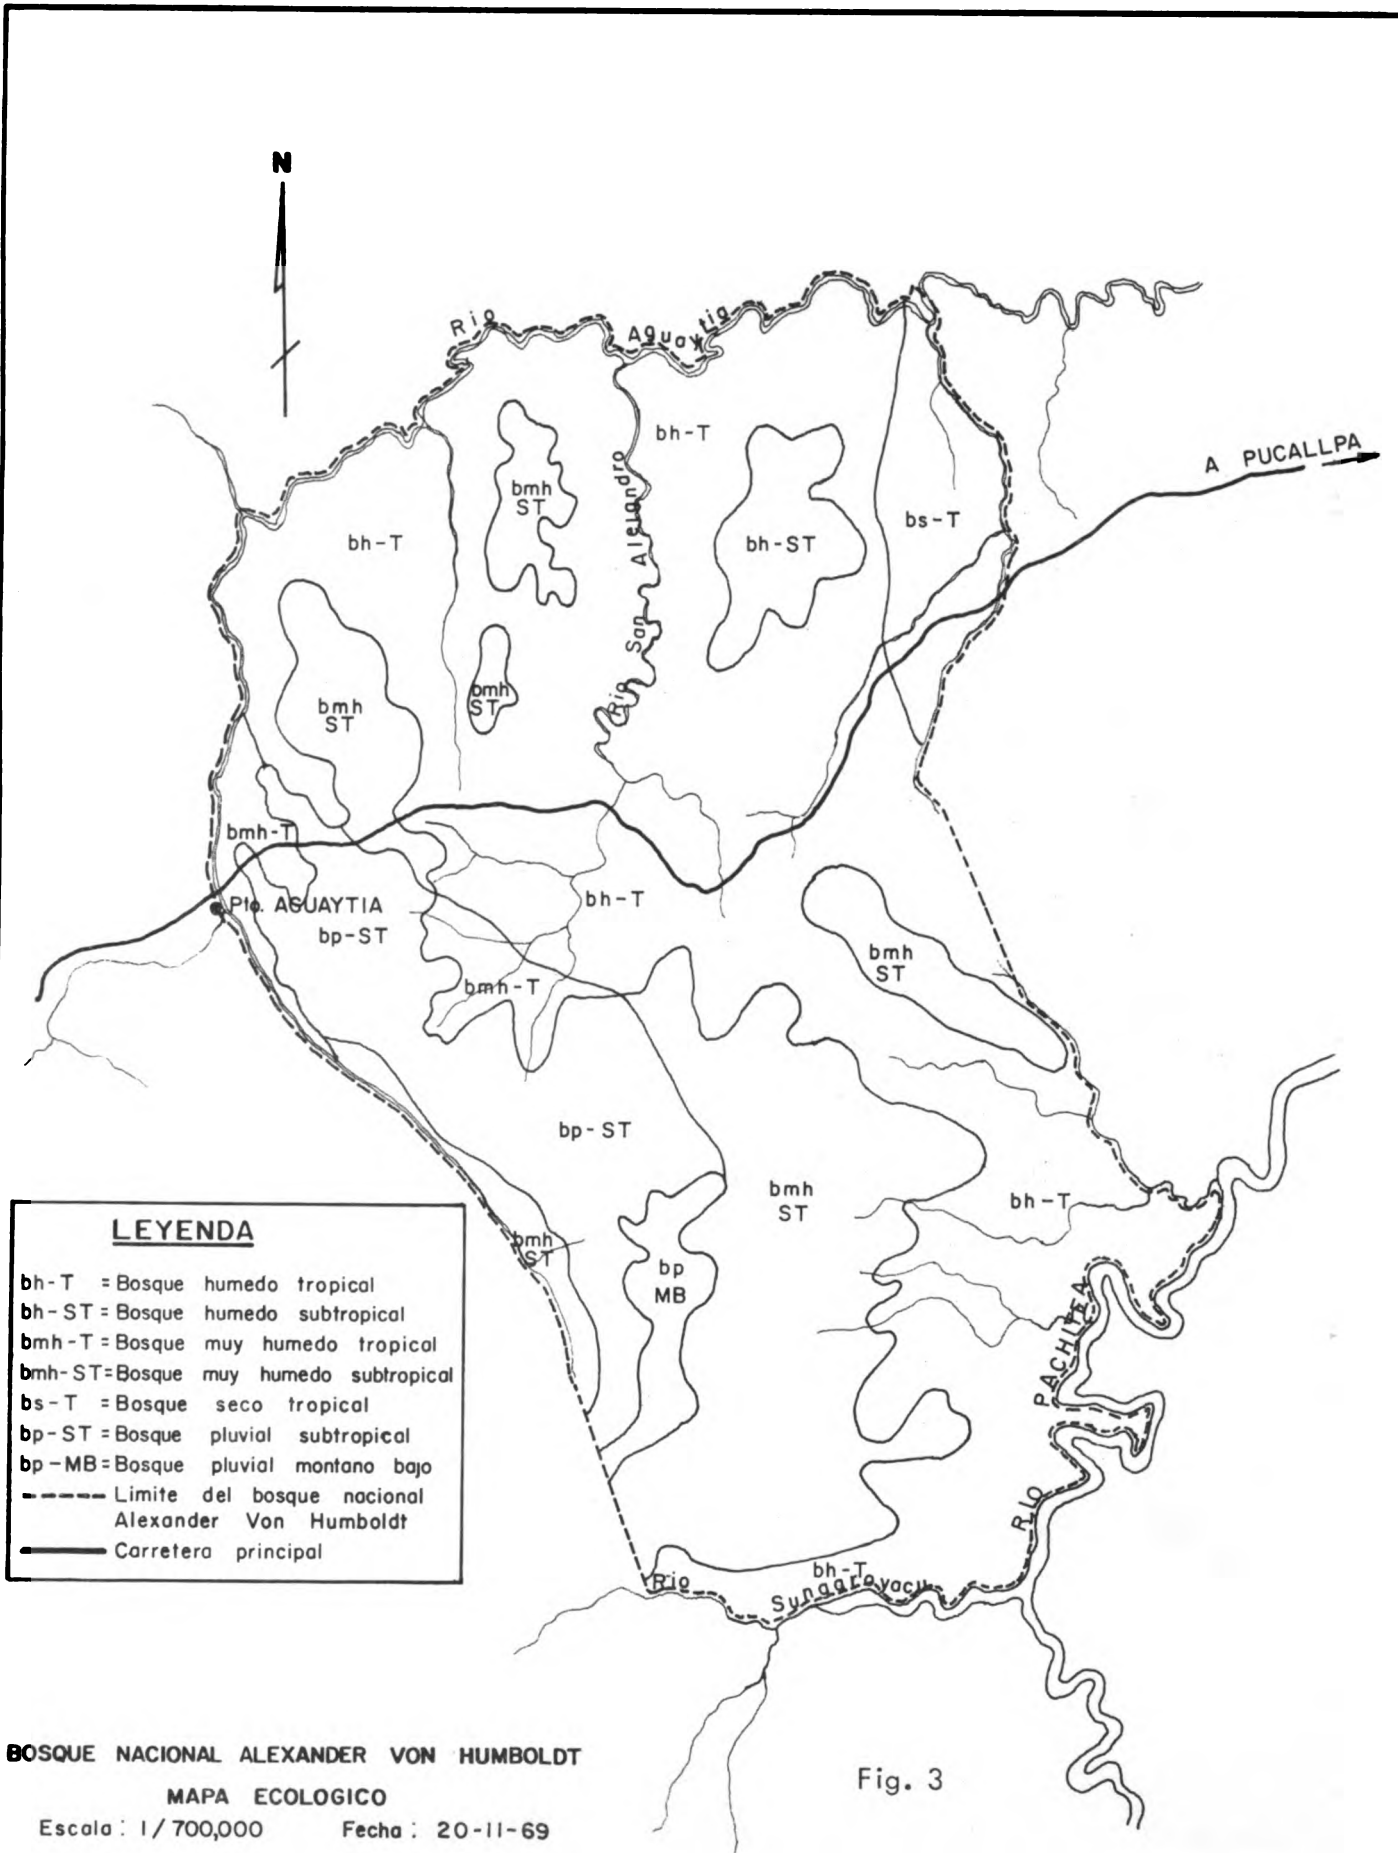 N
Rio Aguaytia
A PUCALLPA
bh-T
bmh
ST
bs-T
bh-T
bh-ST
Rio San Alelandro
bmh
ST
bmh
ST
bmh-T
bh-T
Pto. AGUAYTIA
bp-ST
bmh
ST
bmh-T
bp-ST
bmh
ST
bh-T
bmh
ST
bp
MB
RIO PACHITEA
bh-T
Rio Sungaroyacu
LEYENDA
bh-T = Bosque humedo tropical
bh-ST = Bosque humedo subtropical
bmh-T = Bosque muy humedo tropical
bmh-ST = Bosque muy humedo subtropical
bs-T = Bosque seco tropical
bp-ST = Bosque pluvial subtropical
bp-MB = Bosque pluvial montano bajo
Limite del bosque nacional
Alexander Von Humboldt
Carretera principal
BOSQUE NACIONAL ALEXANDER VON HUMBOLDT
MAPA ECOLOGICO
Escala : 1/700,000 Fecha : 20-11-69
Fig. 3